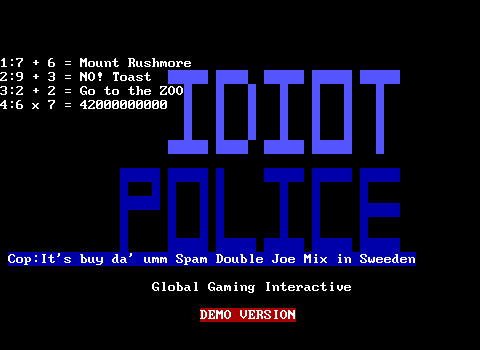 1:7 + 6 = Mount Rushmore
2:9 + 3 = NO! Toast
3:2 + 2 = Go to the ZOO
4:6 x 7 = 42000000000
IDIOT
POLICE
Cop:It's buy da' umm Spam Double Joe Mix in Sweeden
Global Gaming Interactive
DEMO VERSION